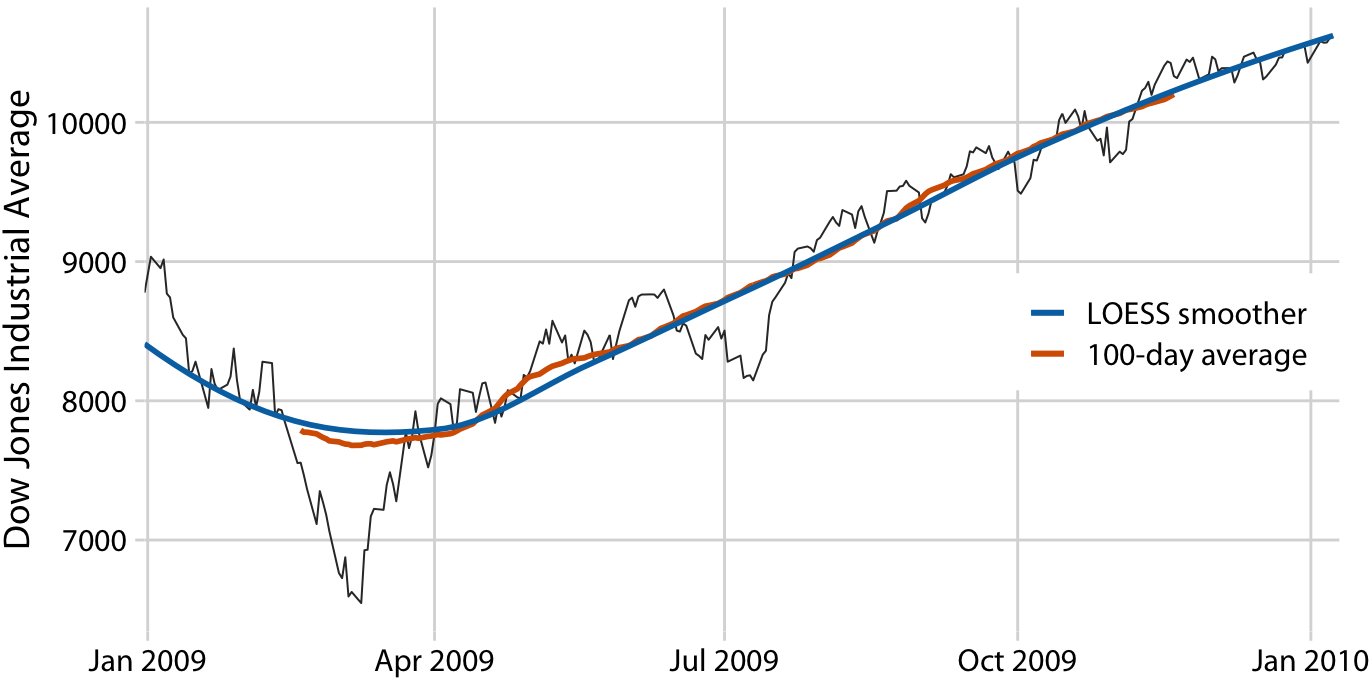 Dow Jones Industrial Average
10000
9000
8000
7000
LOESS smoother
100-day average
Jan 2009 Apr 2009 Jul 2009 Oct 2009 Jan 2010